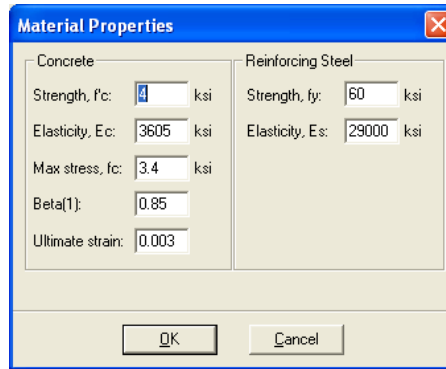 Material Properties
Concrete
Strength, f'c: 4 ksi
Elasticity, Ec: 3605 ksi
Max stress, fc: 3.4 ksi
Beta(1): 0.85
Ultimate strain: 0.003
Reinforcing Steel
Strength, fy: 60 ksi
Elasticity, Es: 29000 ksi
OK
Cancel